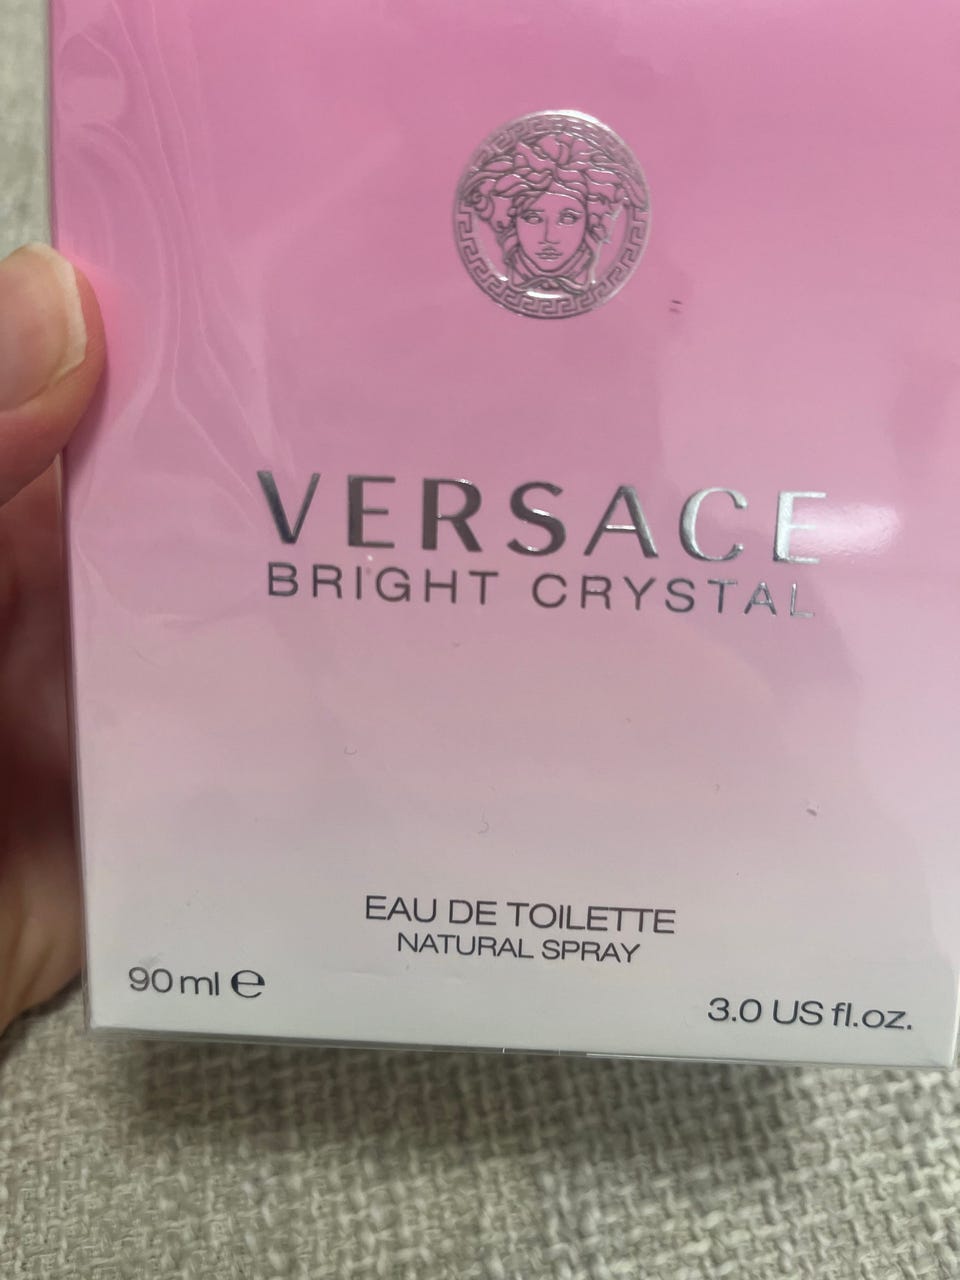 VERSACE
BRIGHT CRYSTAL
EAU DE TOILETTE
NATURAL SPRAY
90 ml ℮
3.0 US fl.oz.